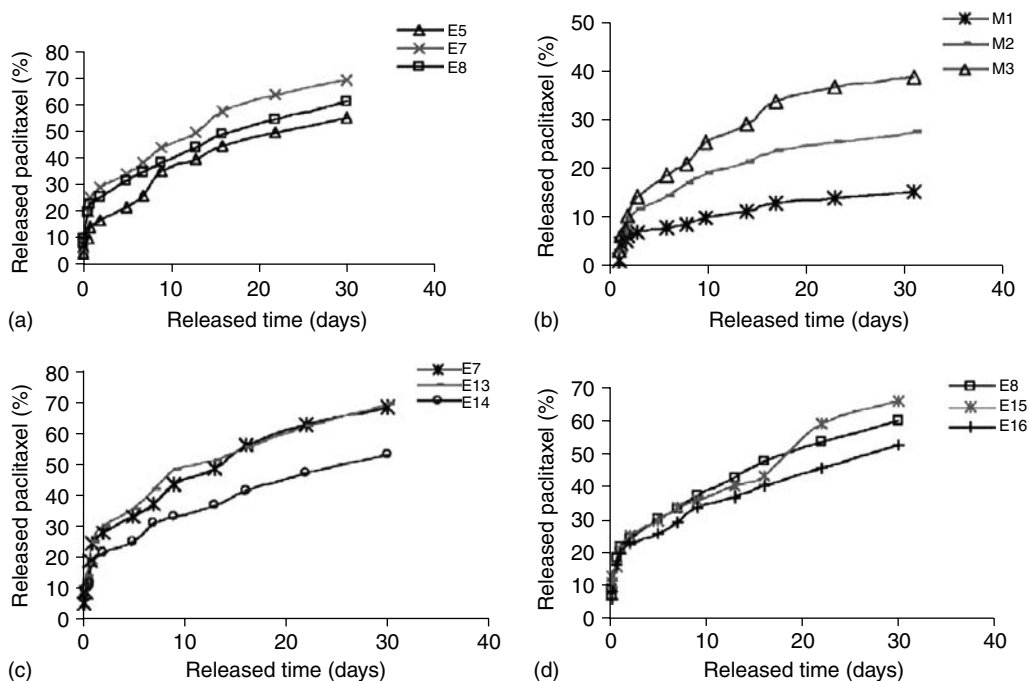 E5
E7
E8
80
70
60
50
40
30
20
10
0
Released paclitaxel (%)
0 10 20 30 40
Released time (days)
(a)
M1
M2
M3
50
40
30
20
10
0
Released paclitaxel (%)
0 10 20 30 40
Released time (days)
(b)
E7
E13
E14
80
70
60
50
40
30
20
10
0
Released paclitaxel (%)
0 10 20 30 40
Released time (days)
(c)
E8
E15
E16
70
60
50
40
30
20
10
0
Released paclitaxel (%)
0 10 20 30 40
Released time (days)
(d)